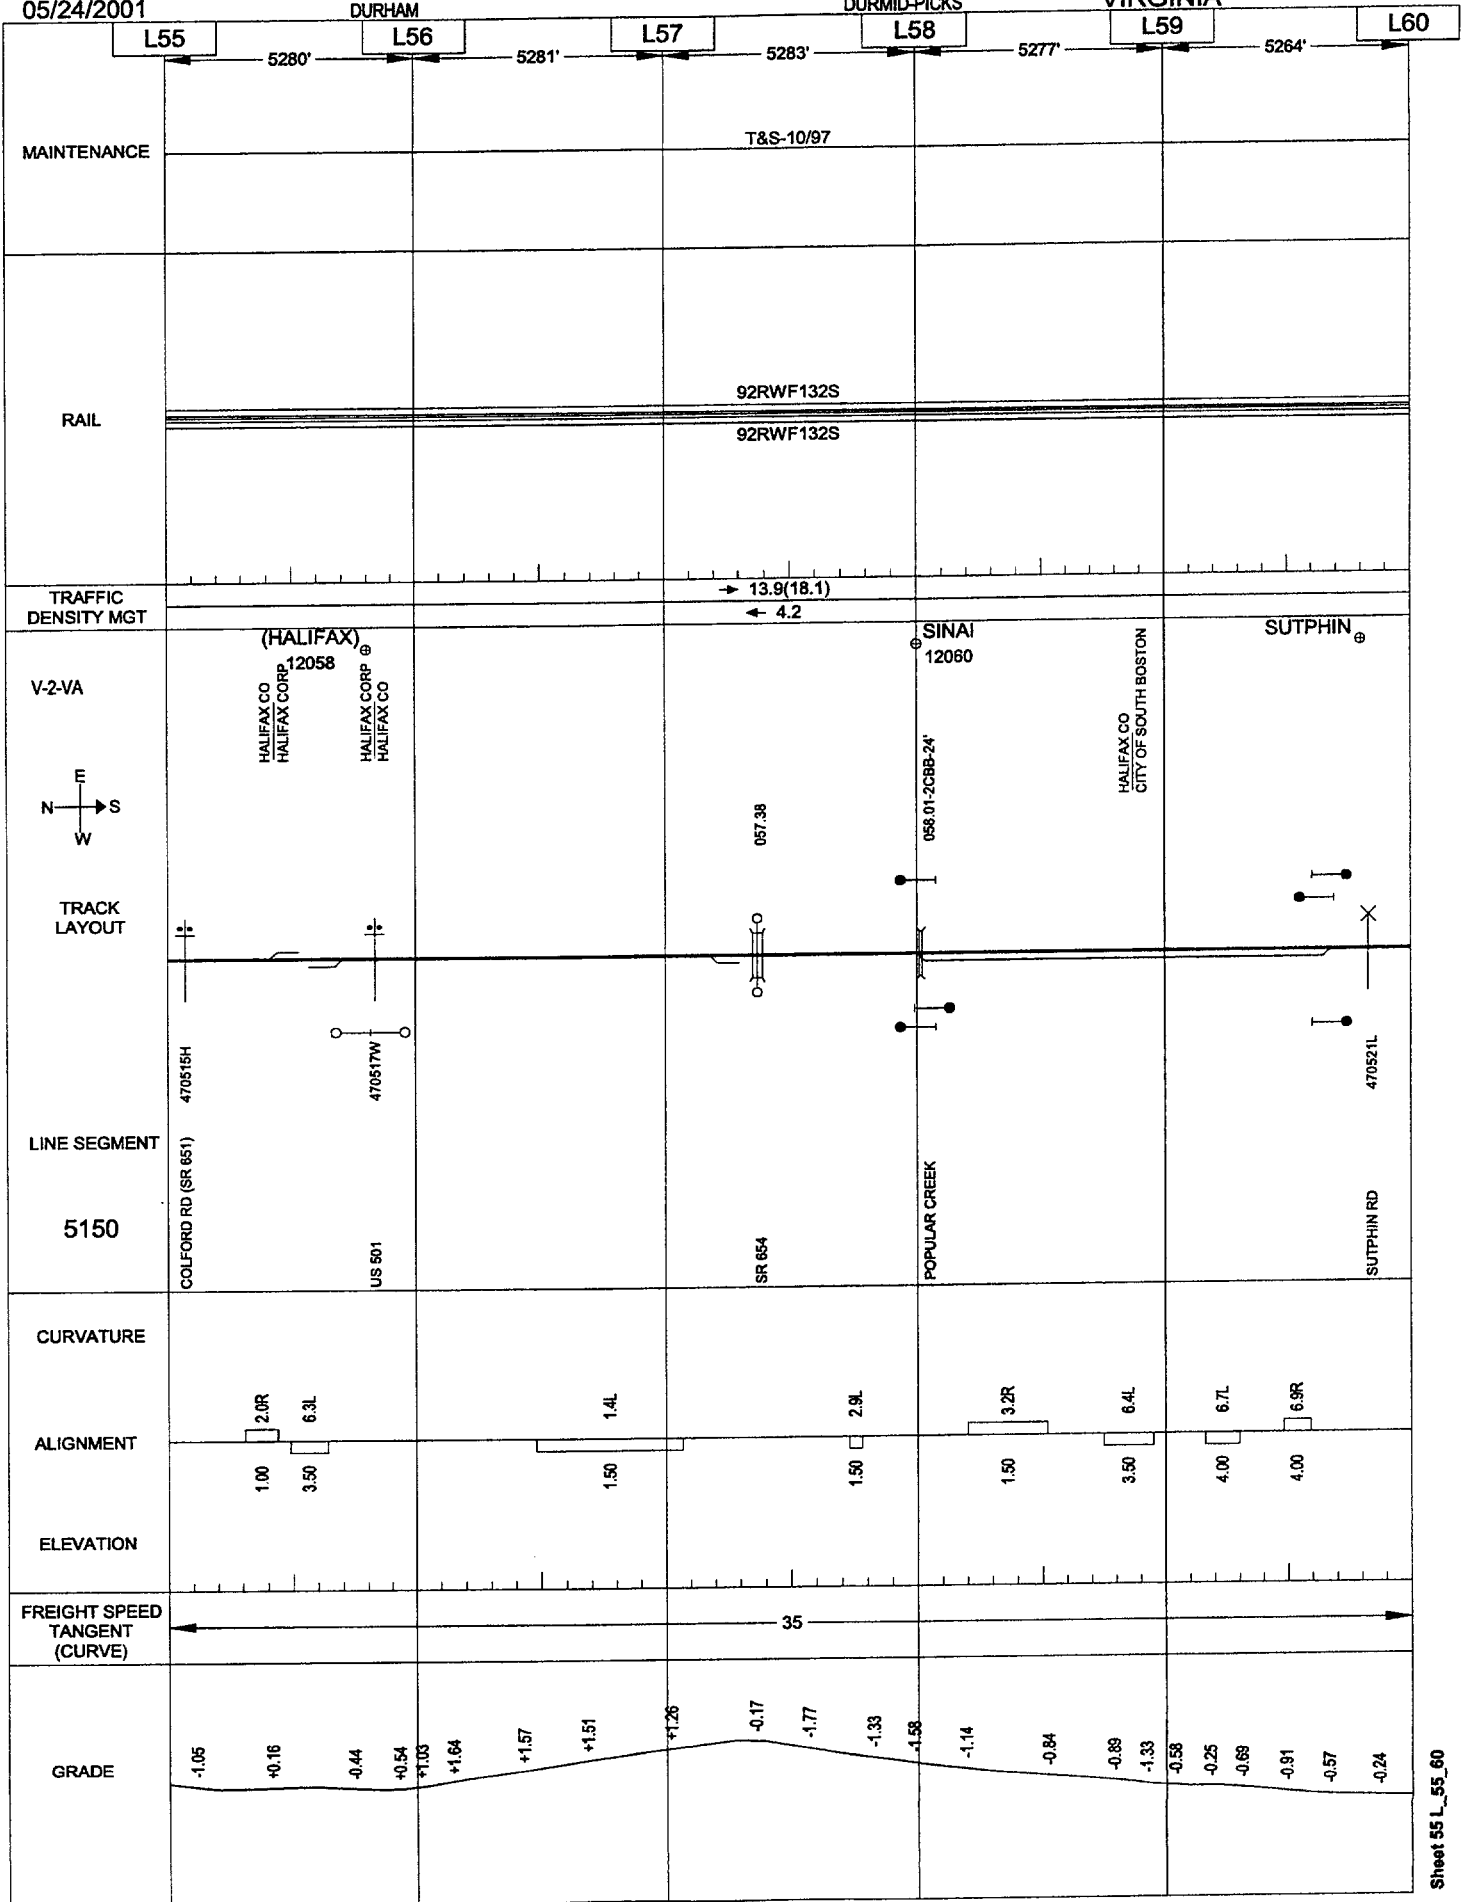 05/24/2001
DURHAM
DURMID-PICKS
VIRGINIA
L55
L56
L57
L58
L59
L60
5280'
5281'
5283'
5277'
5264'
MAINTENANCE
T&S-10/97
RAIL
92RWF132S
92RWF132S
TRAFFIC
DENSITY MGT
13.9(18.1)
4.2
V-2-VA
(HALIFAX)
12058
SINAI
12060
SUTPHIN
HALIFAX CO
HALIFAX CORP
HALIFAX CORP
HALIFAX CO
HALIFAX CO
CITY OF SOUTH BOSTON
E
N
S
W
057.38
058.01-2CBB-24'
TRACK
LAYOUT
470515H
470517W
470521L
LINE SEGMENT
5150
COLFORD RD (SR 651)
US 501
SR 654
POPULAR CREEK
SUTPHIN RD
CURVATURE
2.0R
6.3L
1.4L
2.9L
3.2R
6.4L
6.7L
6.9R
ALIGNMENT
1.00
3.50
1.50
1.50
1.50
3.50
4.00
4.00
ELEVATION
FREIGHT SPEED
TANGENT
(CURVE)
35
GRADE
-1.05
+0.16
-0.44
+0.54
+1.03
+1.64
+1.57
+1.51
+1.26
-0.17
-1.77
-1.33
-1.58
-1.14
-0.84
-0.89
-1.33
-0.58
-0.25
-0.69
-0.91
-0.57
-0.24
Sheet 55 L_55_60